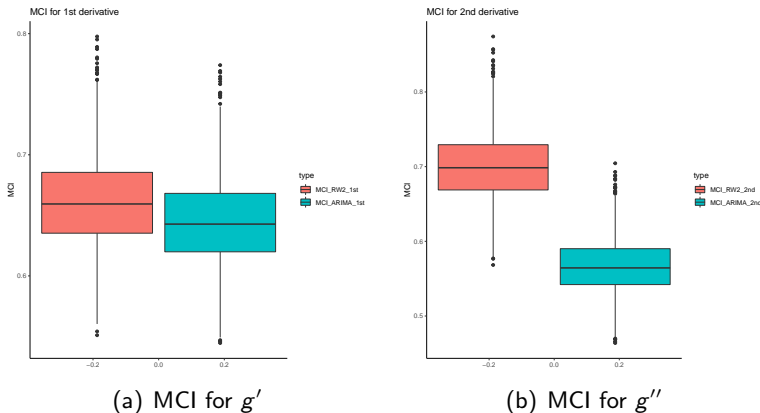 MCI for 1st derivative
0.8
0.7
0.6
MCI
−0.2
0.0
0.2
type
MCI_RW2_1st
MCI_ARIMA_1st
(a) MCI for g′
MCI for 2nd derivative
0.8
0.7
0.6
0.5
MCI
−0.2
0.0
0.2
type
MCI_RW2_2nd
MCI_ARIMA_2nd
(b) MCI for g′′